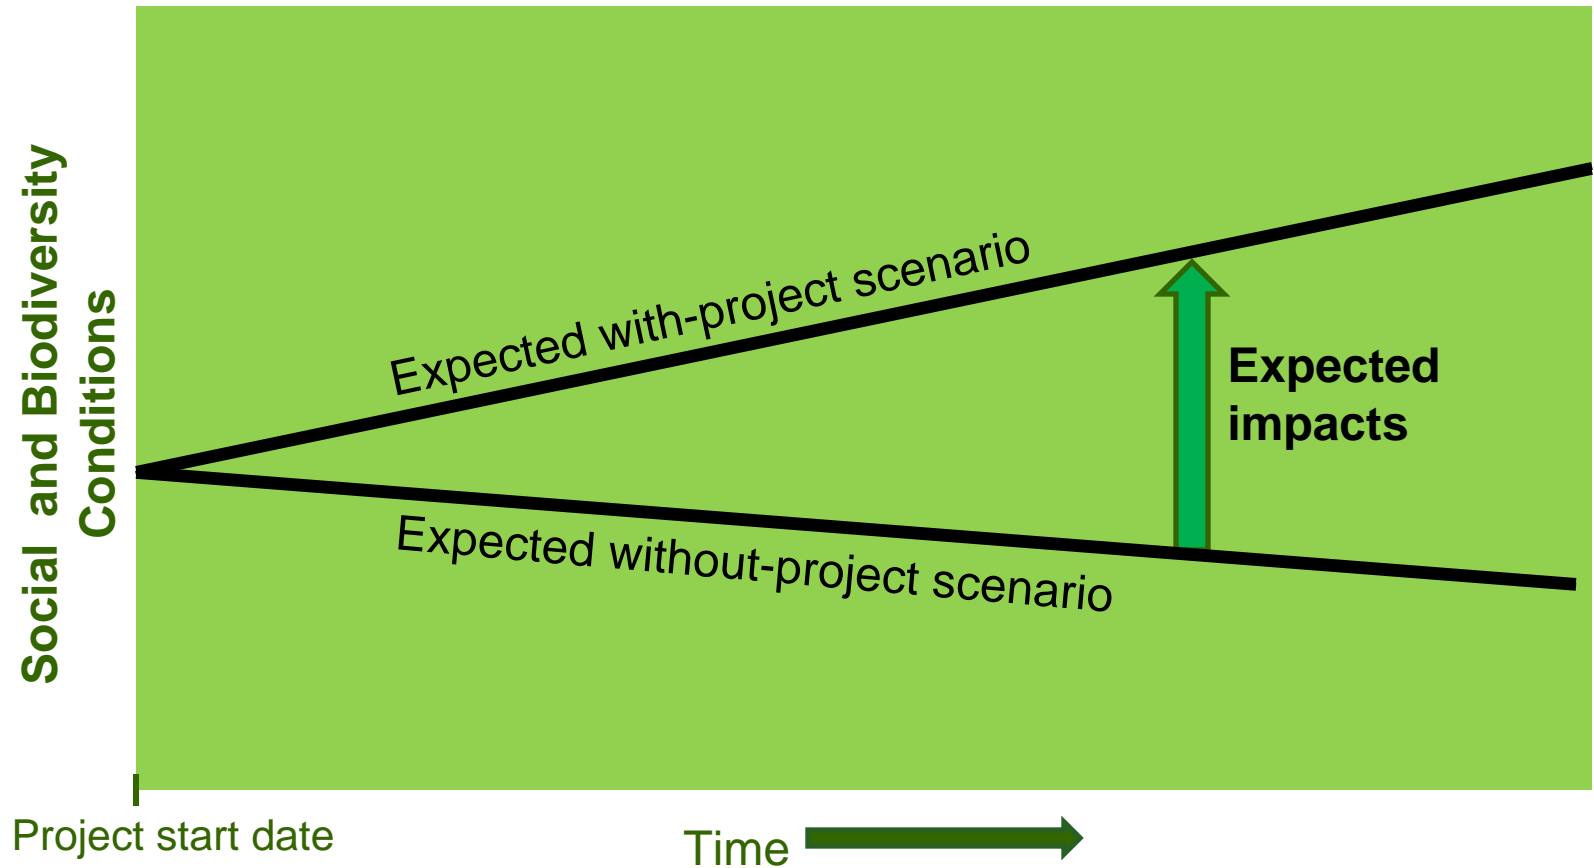 Social  and Biodiversity
Conditions
Expected with-project scenario
Expected
impacts
Expected without-project scenario
Project start date
Time